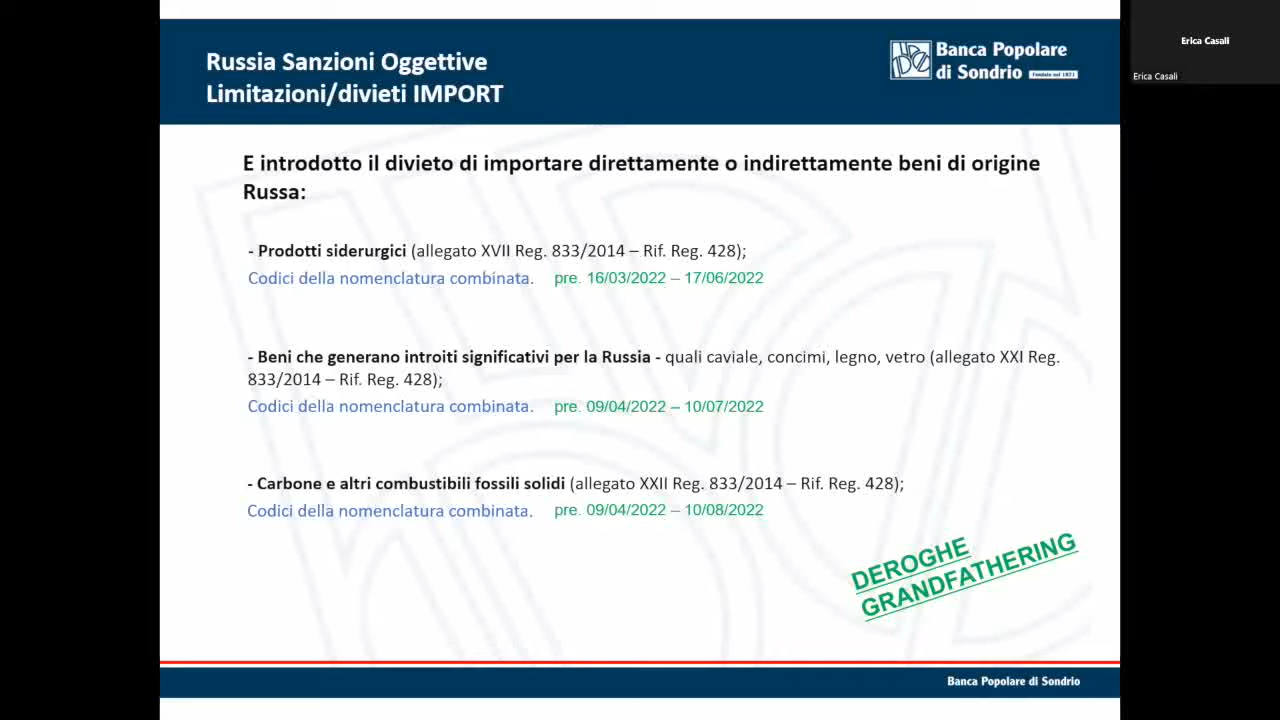 Russia Sanzioni Oggettive
Limitazioni/divieti IMPORT
Banca Popolare
di Sondrio Fondata nel 1871
Erica Casali
Erica Casali
E introdotto il divieto di importare direttamente o indirettamente beni di origine
Russa:
- Prodotti siderurgici (allegato XVII Reg. 833/2014 – Rif. Reg. 428);
Codici della nomenclatura combinata. pre. 16/03/2022 – 17/06/2022
- Beni che generano introiti significativi per la Russia - quali caviale, concimi, legno, vetro (allegato XXI Reg.
833/2014 – Rif. Reg. 428);
Codici della nomenclatura combinata. pre. 09/04/2022 – 10/07/2022
- Carbone e altri combustibili fossili solidi (allegato XXII Reg. 833/2014 – Rif. Reg. 428);
Codici della nomenclatura combinata. pre. 09/04/2022 – 10/08/2022
DEROGHE
GRANDFATHERING
Banca Popolare di Sondrio